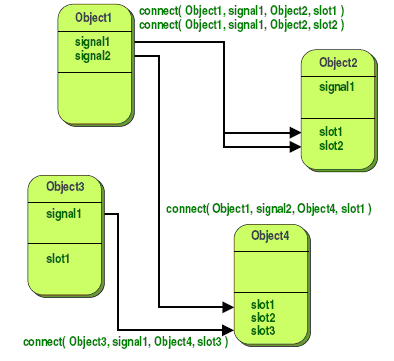 Object1
connect( Object1, signal1, Object2, slot1 )
connect( Object1, signal1, Object2, slot2 )
signal1
signal2
Object2
signal1
slot1
slot2
Object3
signal1
slot1
connect( Object1, signal2, Object4, slot1 )
Object4
slot1
slot2
slot3
connect( Object3, signal1, Object4, slot3 )